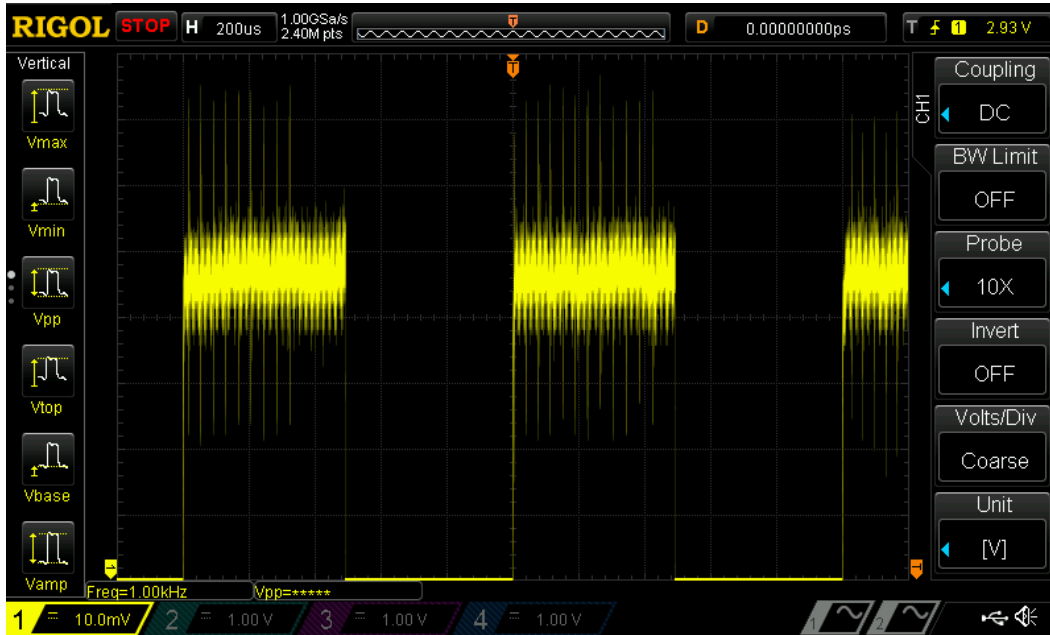 RIGOL STOP H 200us 1.00GSa/s 2.40M pts D 0.00000000ps T 1 2.93 V
Vertical
Vmax
Vmin
Vpp
Vtop
Vbase
Vamp
T
CH1
Coupling
DC
BW Limit
OFF
Probe
10X
Invert
OFF
Volts/Div
Coarse
Unit
[V]
T
Freq=1.00kHz Vpp=*****
1 = 10.0mV 2 = 1.00 V 3 = 1.00 V 4 = 1.00 V 1 2